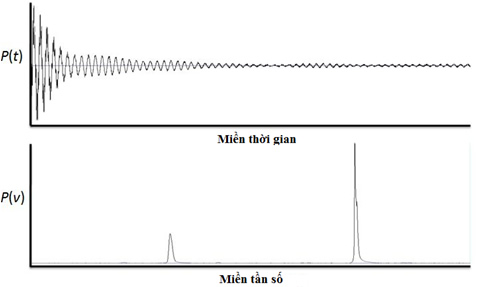 P(t)
Miền thời gian
P(v)
Miền tần số